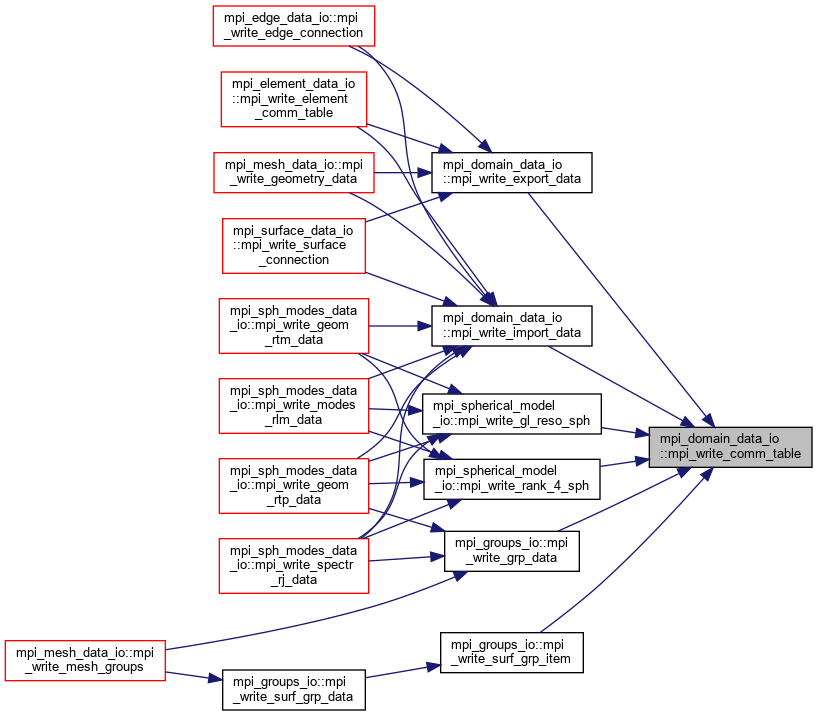 mpi_edge_data_io::mpi
_write_edge_connection
mpi_element_data_io
::mpi_write_element
_comm_table
mpi_mesh_data_io::mpi
_write_geometry_data
mpi_surface_data_io
::mpi_write_surface
_connection
mpi_sph_modes_data
_io::mpi_write_geom
_rtm_data
mpi_sph_modes_data
_io::mpi_write_modes
_rlm_data
mpi_sph_modes_data
_io::mpi_write_geom
_rtp_data
mpi_sph_modes_data
_io::mpi_write_spectr
_rj_data
mpi_mesh_data_io::mpi
_write_mesh_groups
mpi_groups_io::mpi
_write_surf_grp_data
mpi_domain_data_io
::mpi_write_export_data
mpi_domain_data_io
::mpi_write_import_data
mpi_spherical_model
_io::mpi_write_gl_reso_sph
mpi_spherical_model
_io::mpi_write_rank_4_sph
mpi_groups_io::mpi
_write_grp_data
mpi_groups_io::mpi
_write_surf_grp_item
mpi_domain_data_io
::mpi_write_comm_table